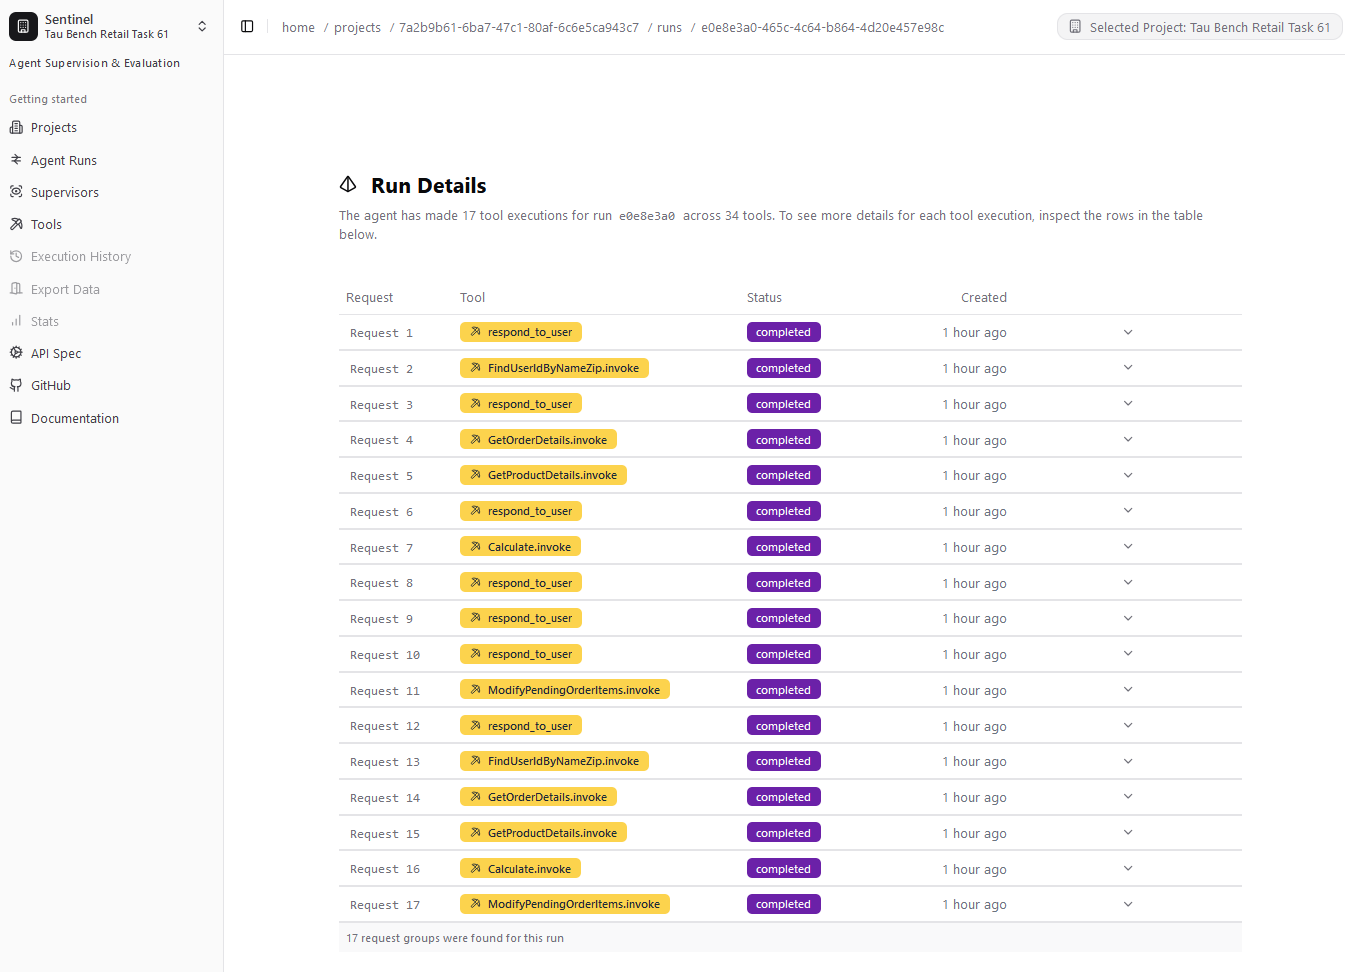 Sentinel
Tau Bench Retail Task 61
Agent Supervision & Evaluation
Getting started
Projects
Agent Runs
Supervisors
Tools
Execution History
Export Data
Stats
API Spec
GitHub
Documentation
home / projects / 7a2b9b61-6ba7-47c1-80af-6c6e5ca943c7 / runs / e0e8e3a0-465c-4c64-b864-4d20e457e98c
Selected Project: Tau Bench Retail Task 61
Run Details
The agent has made 17 tool executions for run e0e8e3a0 across 34 tools. To see more details for each tool execution, inspect the rows in the table
below.
Request Tool Status Created
Request 1 respond_to_user completed 1 hour ago
Request 2 FindUserIdByNameZip.invoke completed 1 hour ago
Request 3 respond_to_user completed 1 hour ago
Request 4 GetOrderDetails.invoke completed 1 hour ago
Request 5 GetProductDetails.invoke completed 1 hour ago
Request 6 respond_to_user completed 1 hour ago
Request 7 Calculate.invoke completed 1 hour ago
Request 8 respond_to_user completed 1 hour ago
Request 9 respond_to_user completed 1 hour ago
Request 10 respond_to_user completed 1 hour ago
Request 11 ModifyPendingOrderItems.invoke completed 1 hour ago
Request 12 respond_to_user completed 1 hour ago
Request 13 FindUserIdByNameZip.invoke completed 1 hour ago
Request 14 GetOrderDetails.invoke completed 1 hour ago
Request 15 GetProductDetails.invoke completed 1 hour ago
Request 16 Calculate.invoke completed 1 hour ago
Request 17 ModifyPendingOrderItems.invoke completed 1 hour ago
17 request groups were found for this run